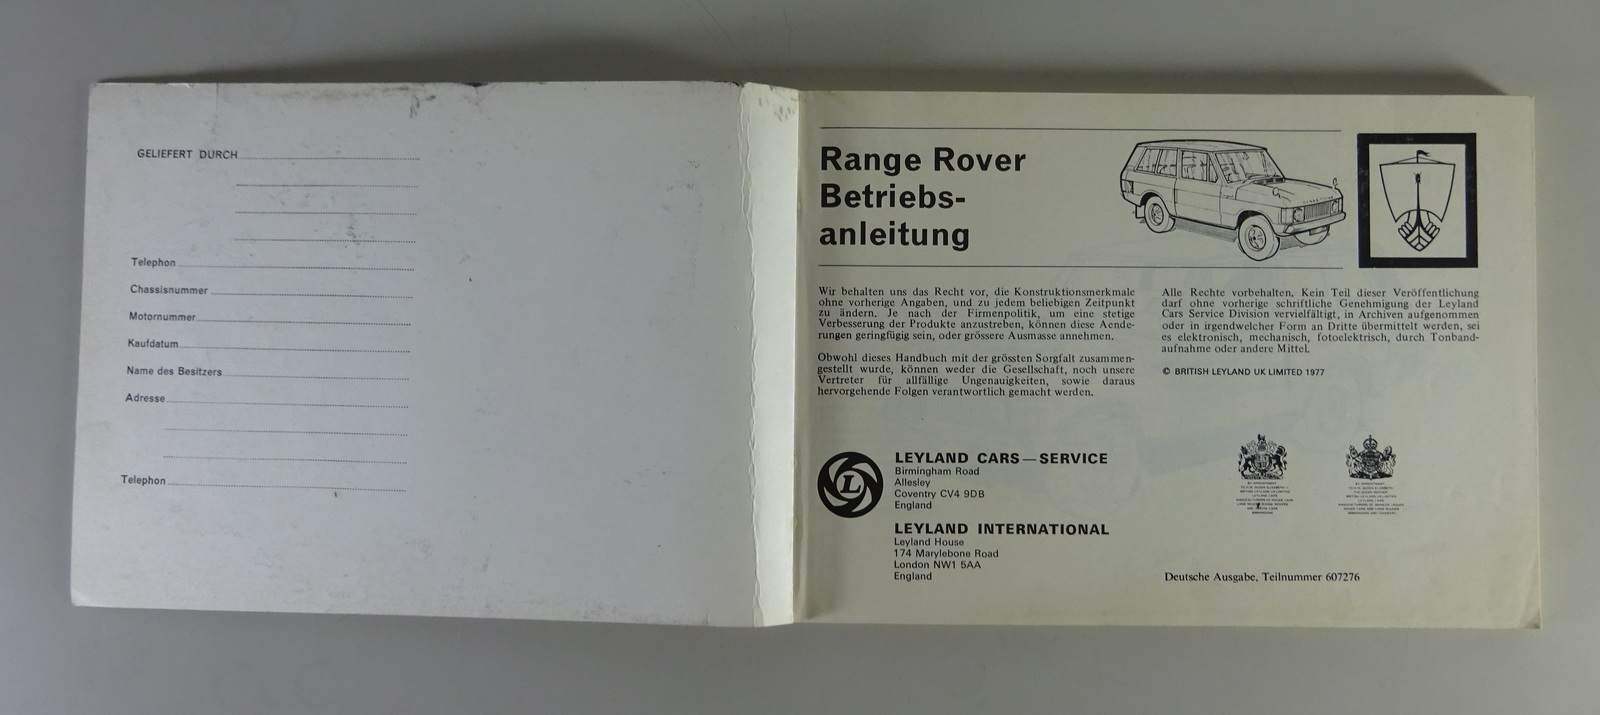 GELIEFERT DURCH
Telephon
Chassisnummer
Motornummer
Kaufdatum
Name des Besitzers
Adresse
Telephon
Range Rover
Betriebs-
anleitung
Wir behalten uns das Recht vor, die Konstruktionsmerkmale
ohne vorherige Angaben, und zu jedem beliebigen Zeitpunkt
zu ändern. Je nach der Firmenpolitik, um eine stetige
Verbesserung der Produkte anzustreben, können diese Aende-
rungen geringfügig sein, oder grössere Ausmasse annehmen.
Obwohl dieses Handbuch mit der grössten Sorgfalt zusammen-
gestellt wurde, können weder die Gesellschaft, noch unsere
Vertreter für allfällige Ungenauigkeiten, sowie daraus
hervorgehende Folgen verantwortlich gemacht werden.
Alle Rechte vorbehalten. Kein Teil dieser Veröffentlichung
darf ohne vorherige schriftliche Genehmigung der Leyland
Cars Service Division vervielfältigt, in Archiven aufgenommen
oder in irgendwelcher Form an Dritte übermittelt werden, sei
es elektronisch, mechanisch, fotoelektrisch, durch Tonband-
aufnahme oder andere Mittel.
© BRITISH LEYLAND UK LIMITED 1977
L
LEYLAND CARS—SERVICE
Birmingham Road
Allesley
Coventry CV4 9DB
England
LEYLAND INTERNATIONAL
Leyland House
174 Marylebone Road
London NW1 5AA
England
Deutsche Ausgabe, Teilnummer 607276